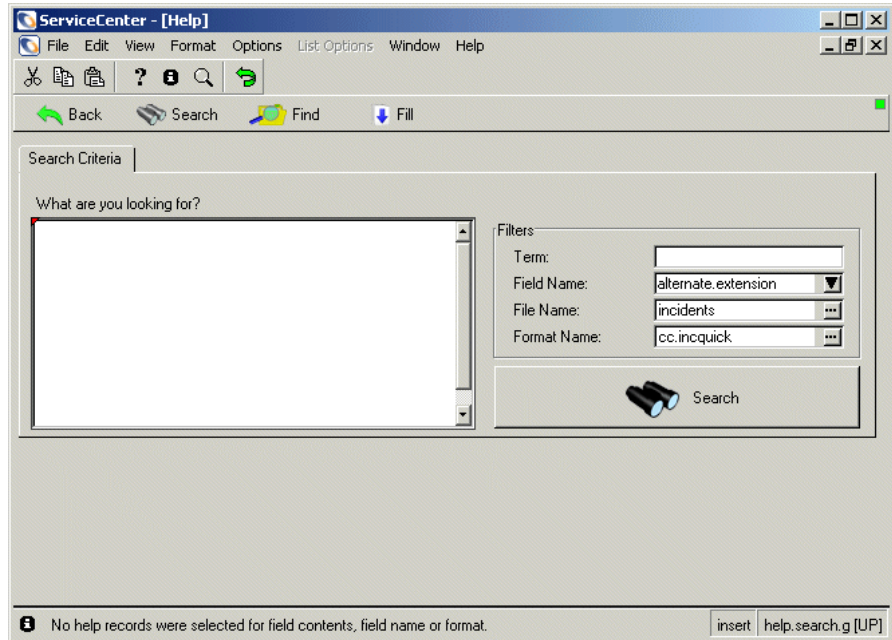 ServiceCenter - [Help]
File Edit View Format Options List Options Window Help
Back Search Find Fill
Search Criteria
What are you looking for?
Filters
Term:
Field Name: alternate.extension
File Name: incidents
Format Name: cc.incquick
Search
No help records were selected for field contents, field name or format.
insert help.search.g [UP]